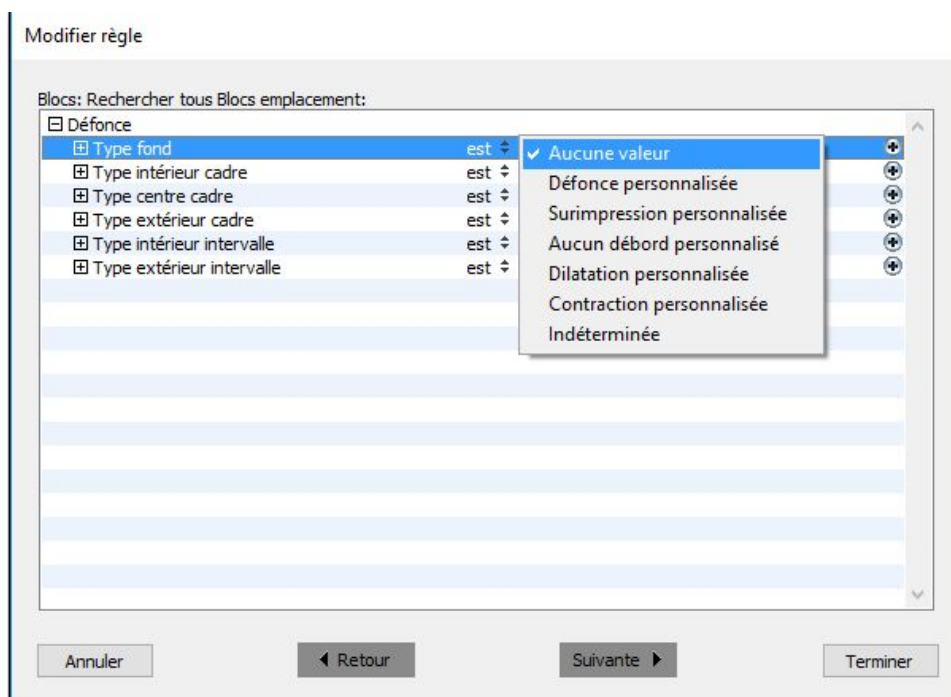 Modifier règle
Blocs: Rechercher tous Blocs emplacement:
Défonce
Type fond est Aucune valeur
Type intérieur cadre est Défonce personnalisée
Type centre cadre est Surimpression personnalisée
Type extérieur cadre est Aucun débord personnalisé
Type intérieur intervalle est Dilatation personnalisée
Type extérieur intervalle est Contraction personnalisée
Indéterminée
Annuler Retour Suivante Terminer